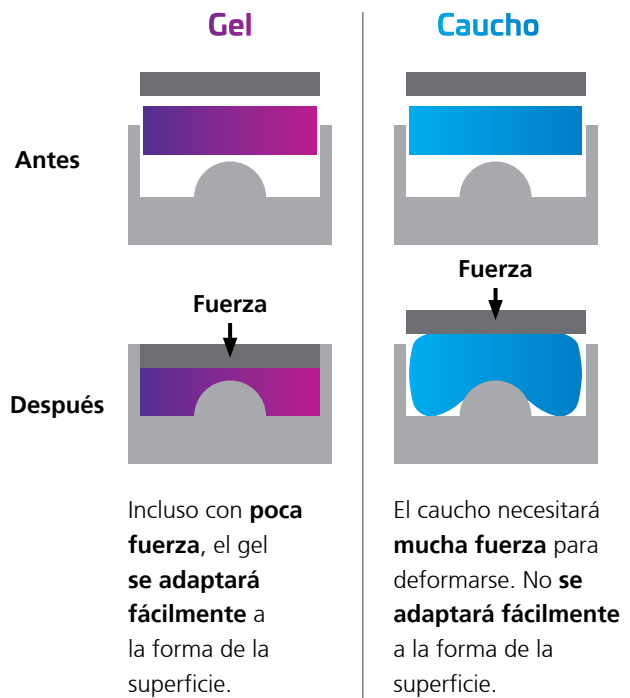 Gel
Caucho
Antes
Fuerza
Fuerza
Después
Incluso con poca
fuerza, el gel
se adaptará
fácilmente a
la forma de la
superficie.
El caucho necesitará
mucha fuerza para
deformarse. No se
adaptará fácilmente
a la forma de la
superficie.